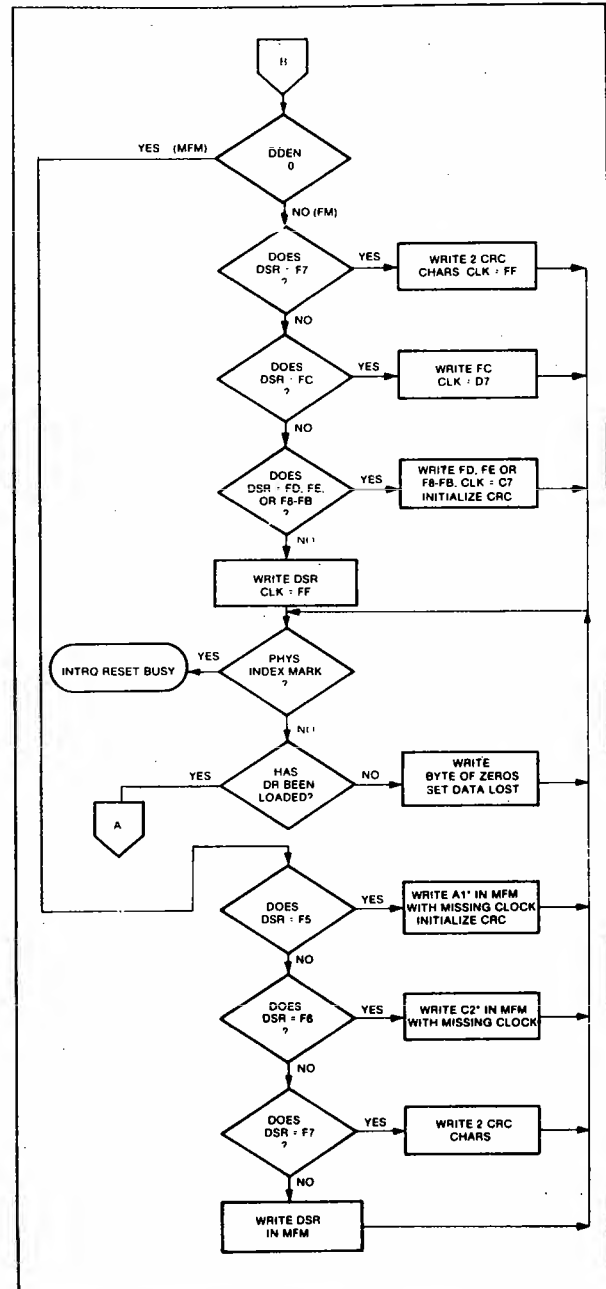 B
YES (MFM)
DDEN
0
NO (FM)
DOES
DSR = F7
?
YES
WRITE 2 CRC
CHARS CLK = FF
NO
DOES
DSR = FC
?
YES
WRITE FC
CLK = D7
NO
DOES
DSR = FD, FE,
OR F8-FB
?
YES
WRITE FD, FE OR
F8-FB, CLK = C7
INITIALIZE CRC
NO
WRITE DSR
CLK = FF
PHYS
INDEX MARK
?
YES
INTRQ RESET BUSY
NO
HAS
DR BEEN
LOADED?
YES
A
NO
WRITE
BYTE OF ZEROS
SET DATA LOST
DOES
DSR = F5
YES
WRITE A1* IN MFM
WITH MISSING CLOCK
INITIALIZE CRC
NO
DOES
DSR = F6
?
YES
WRITE C2* IN MFM
WITH MISSING CLOCK
NO
DOES
DSR = F7
?
YES
WRITE 2 CRC
CHARS
NO
WRITE DSR
IN MFM